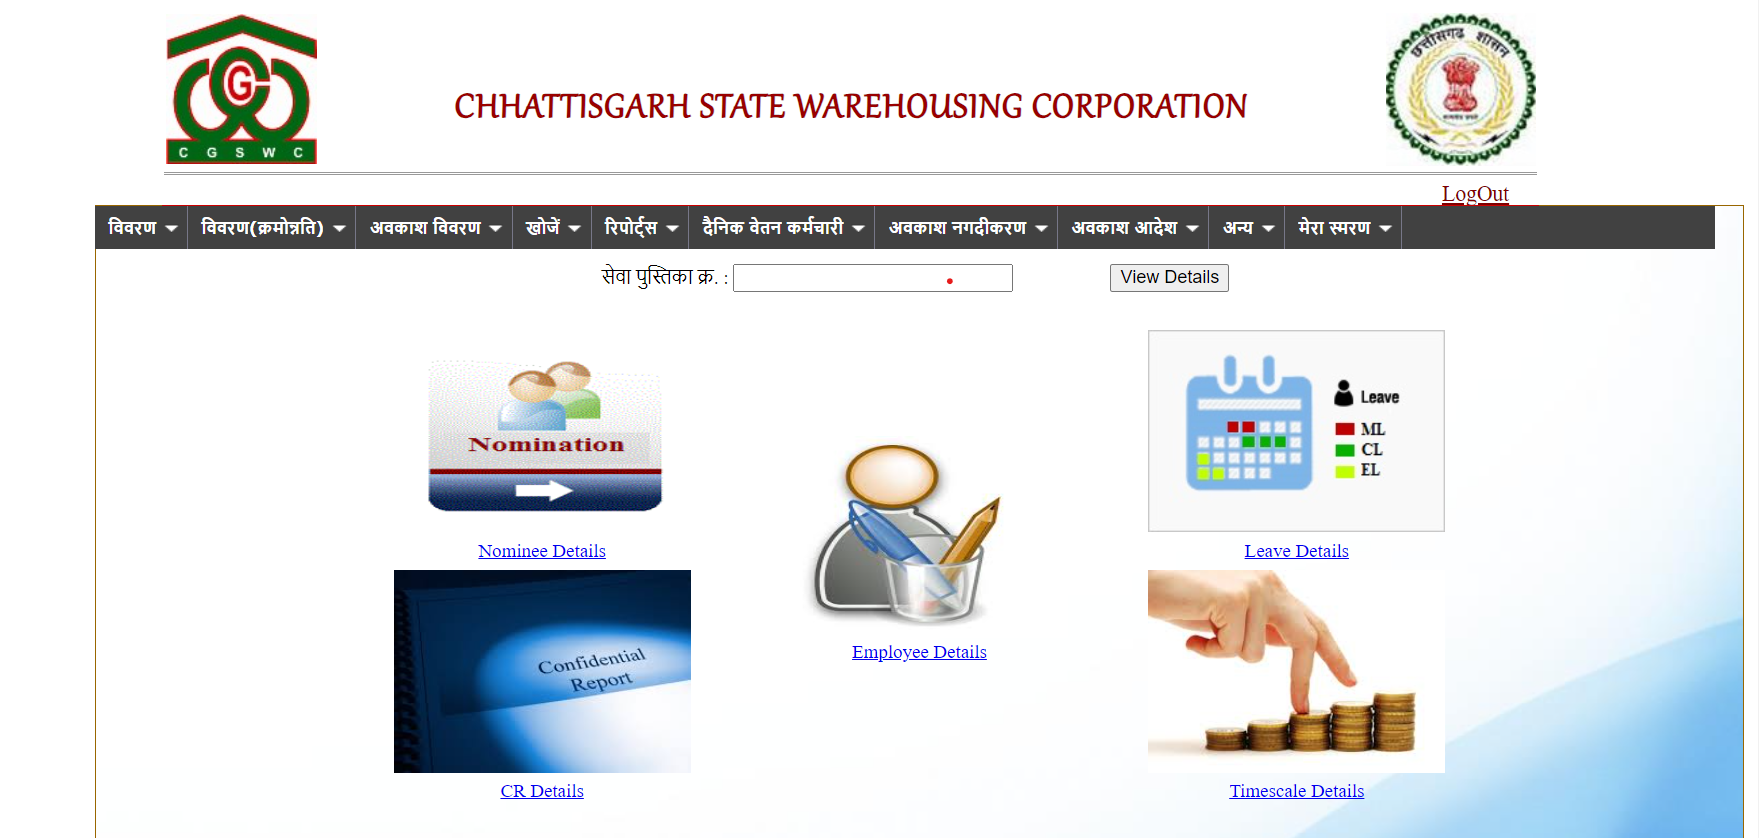 G
C G S W C
CHHATTISGARH STATE WAREHOUSING CORPORATION
छत्तीसगढ़ शासन
LogOut
विवरण विवरण(क्रमोन्नति) अवकाश विवरण खोजें रिपोर्ट्स दैनिक वेतन कर्मचारी अवकाश नगदीकरण अवकाश आदेश अन्य मेरा स्मरण
सेवा पुस्तिका क्र. : View Details
Nomination
Nominee Details
Leave
ML
CL
EL
Leave Details
Confidential
Report
CR Details
Employee Details
Timescale Details